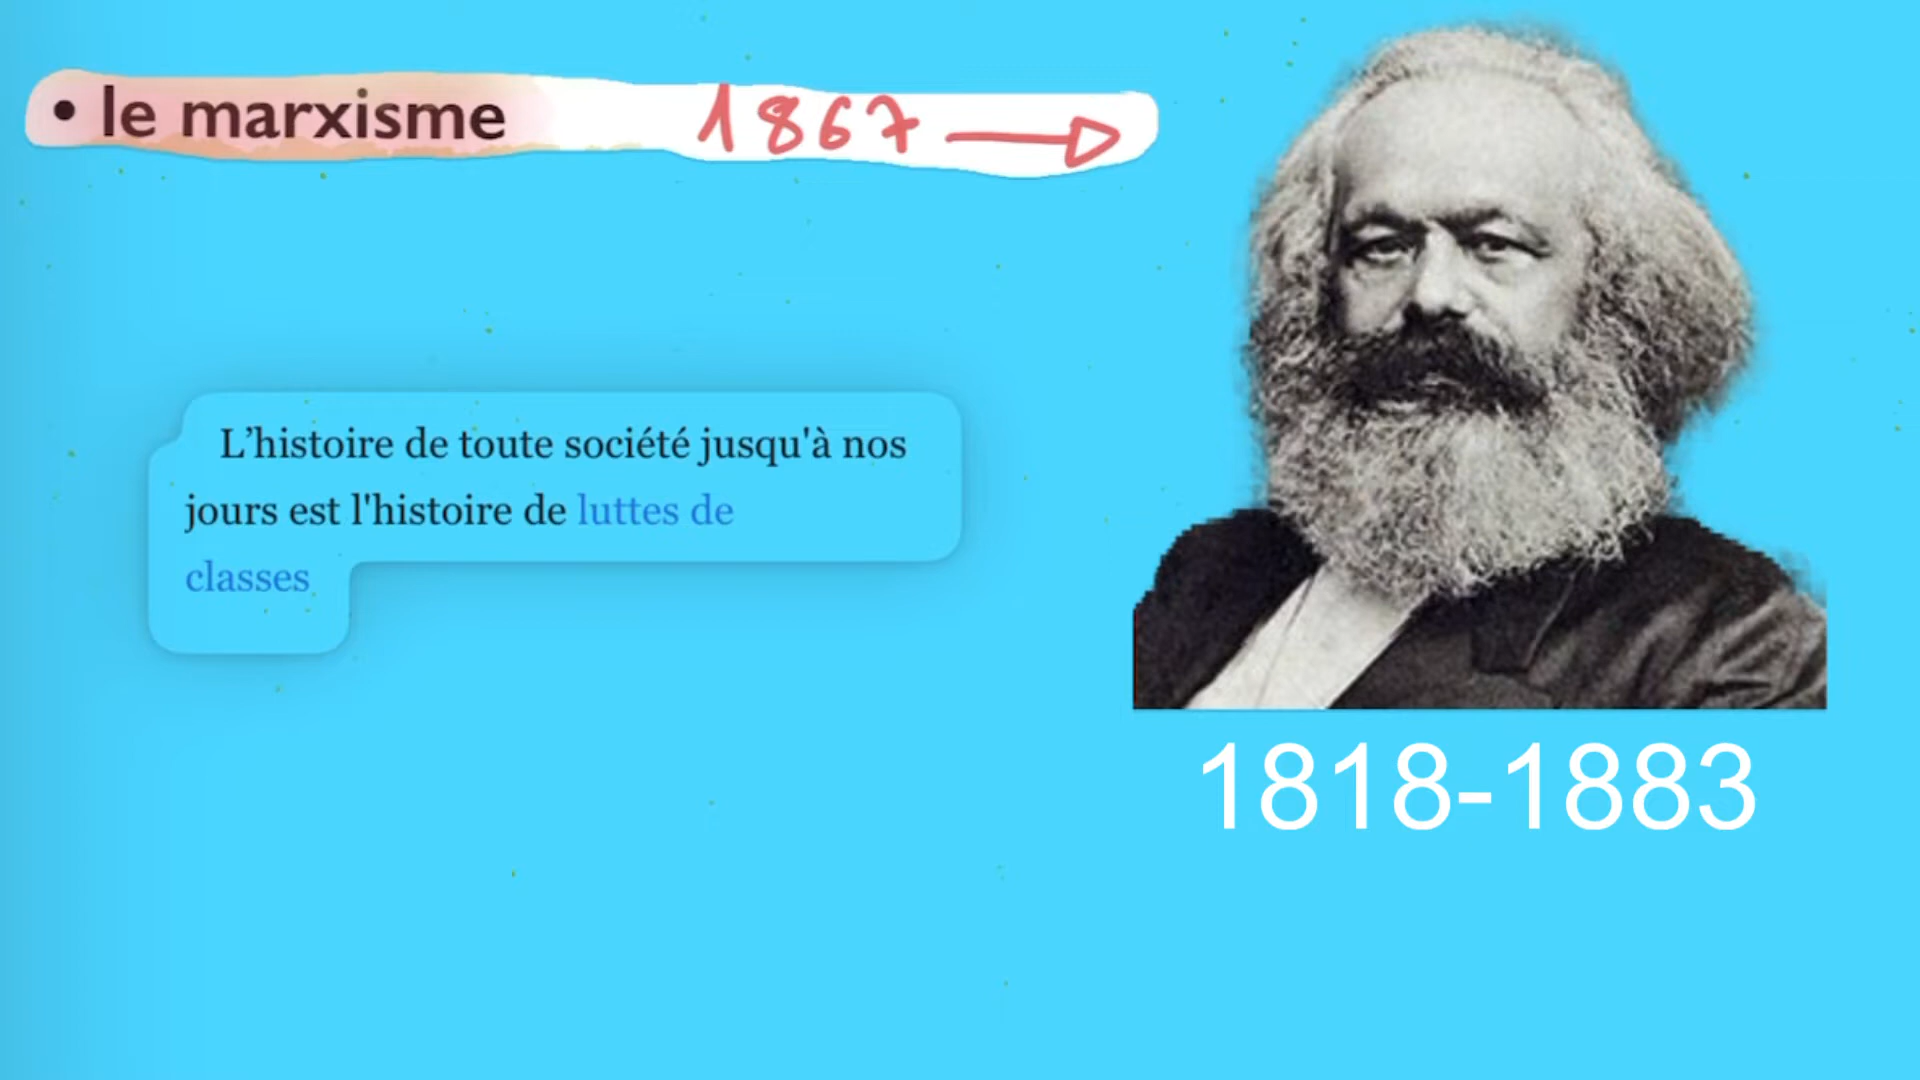 • le marxisme 1867 →
L’histoire de toute société jusqu'à nos
jours est l'histoire de luttes de
classes
1818-1883